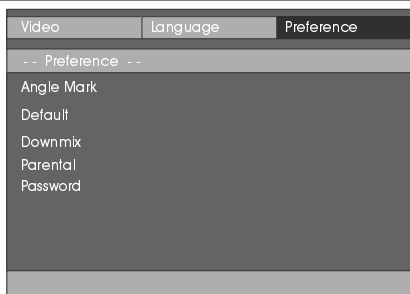 Video Language Preference
- - Preference - -
Angle Mark
Default
Downmix
Parental
Password